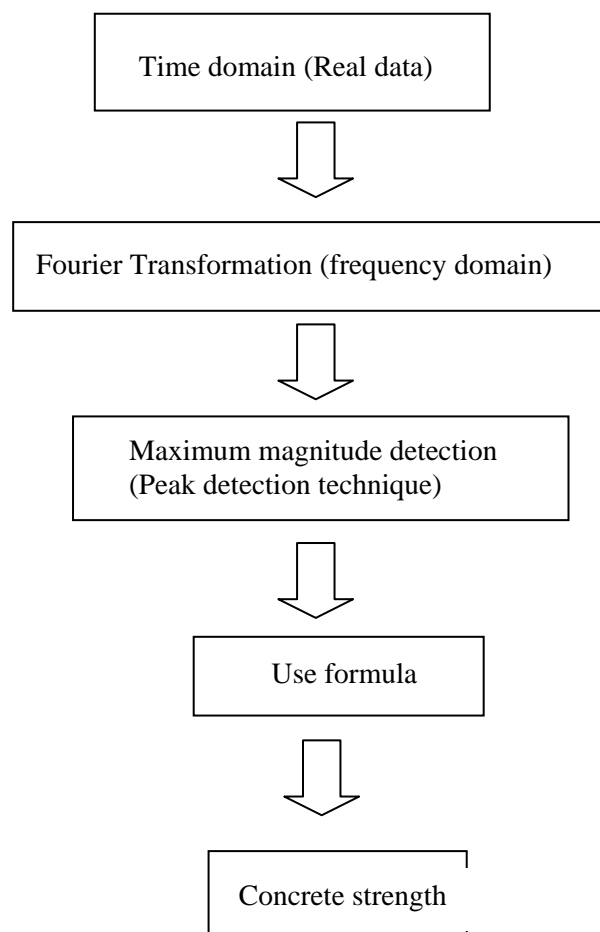 Time domain (Real data)
Fourier Transformation (frequency domain)
Maximum magnitude detection
(Peak detection technique)
Use formula
Concrete strength